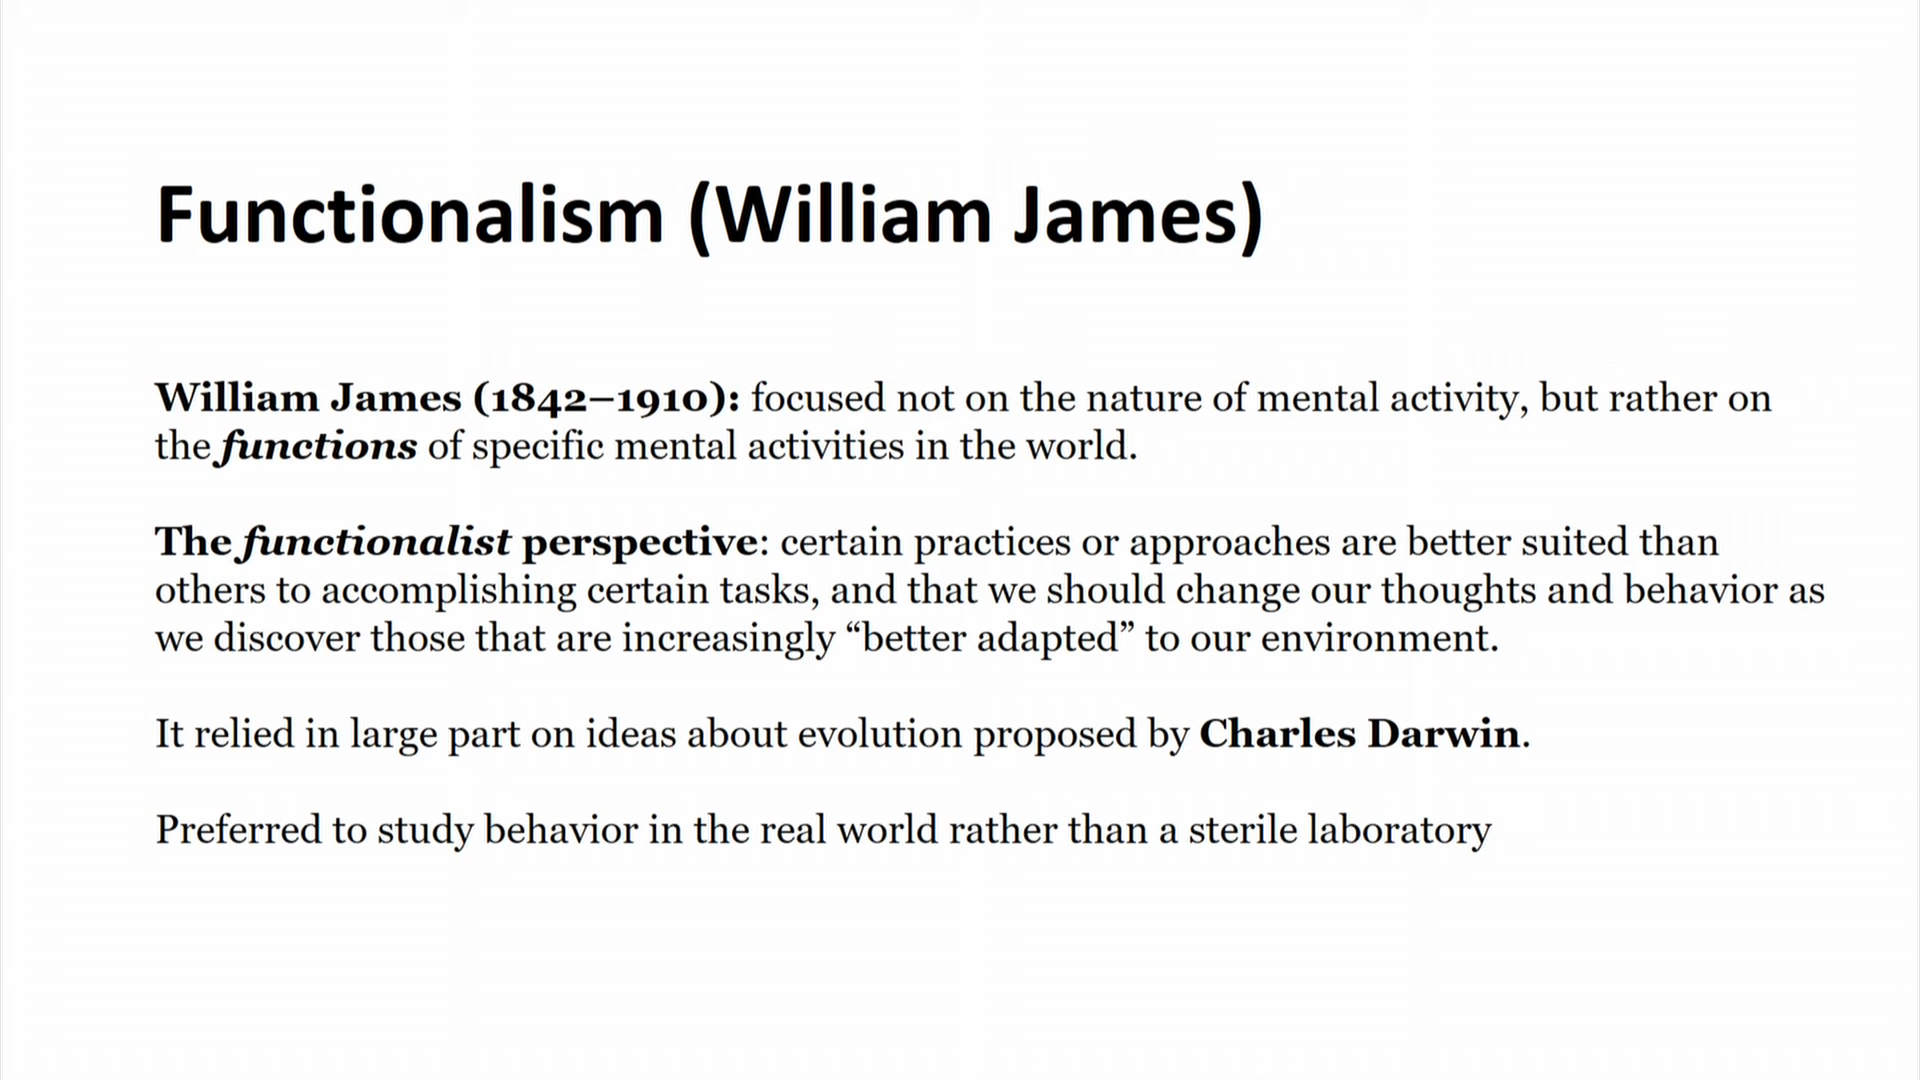 Functionalism (William James)
William James (1842–1910): focused not on the nature of mental activity, but rather on
the functions of specific mental activities in the world.
The functionalist perspective: certain practices or approaches are better suited than
others to accomplishing certain tasks, and that we should change our thoughts and behavior as
we discover those that are increasingly “better adapted” to our environment.
It relied in large part on ideas about evolution proposed by Charles Darwin.
Preferred to study behavior in the real world rather than a sterile laboratory